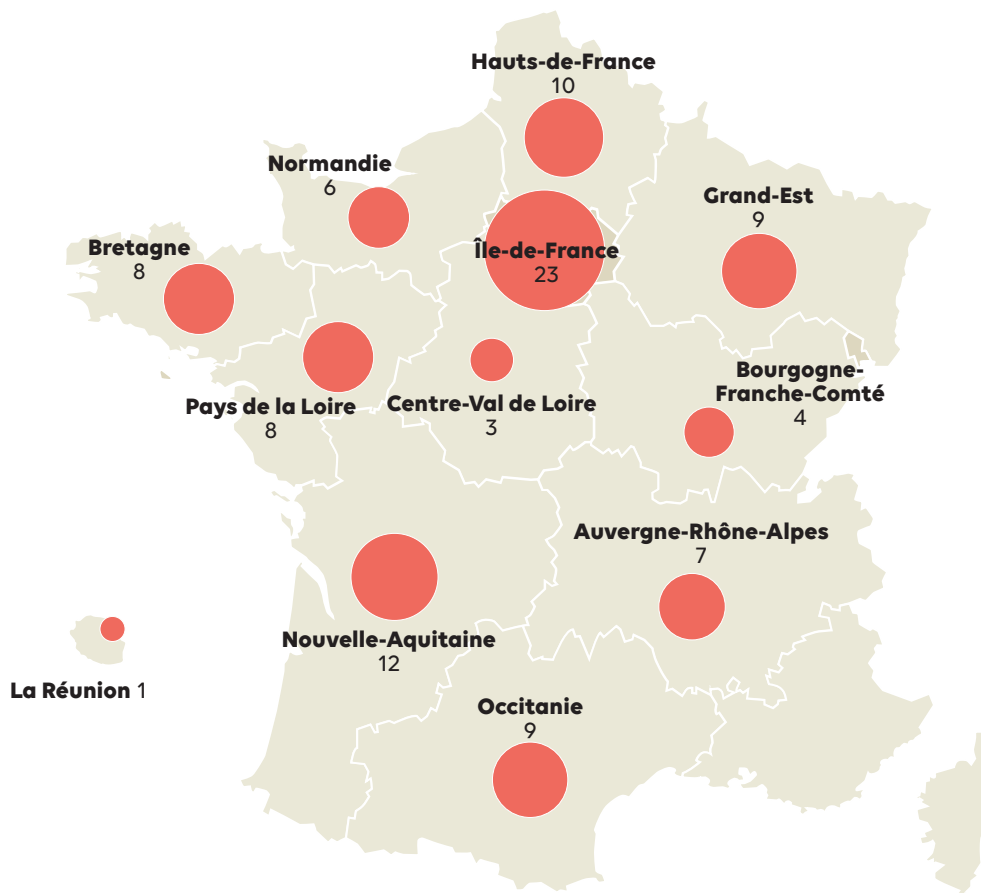 Hauts-de-France
10
Normandie
6
Grand-Est
9
Bretagne
8
Île-de-France
23
Bourgogne-
Franche-Comté
4
Pays de la Loire
8
Centre-Val de Loire
3
Auvergne-Rhône-Alpes
7
Nouvelle-Aquitaine
12
La Réunion 1
Occitanie
9